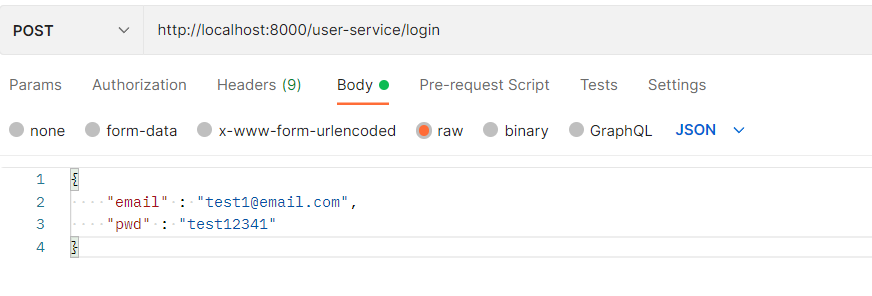 POST http://localhost:8000/user-service/login
Params Authorization Headers (9) Body Pre-request Script Tests Settings
none form-data x-www-form-urlencoded raw binary GraphQL JSON
1 {
2 "email" : "test1@email.com",
3 "pwd" : "test12341"
4 }